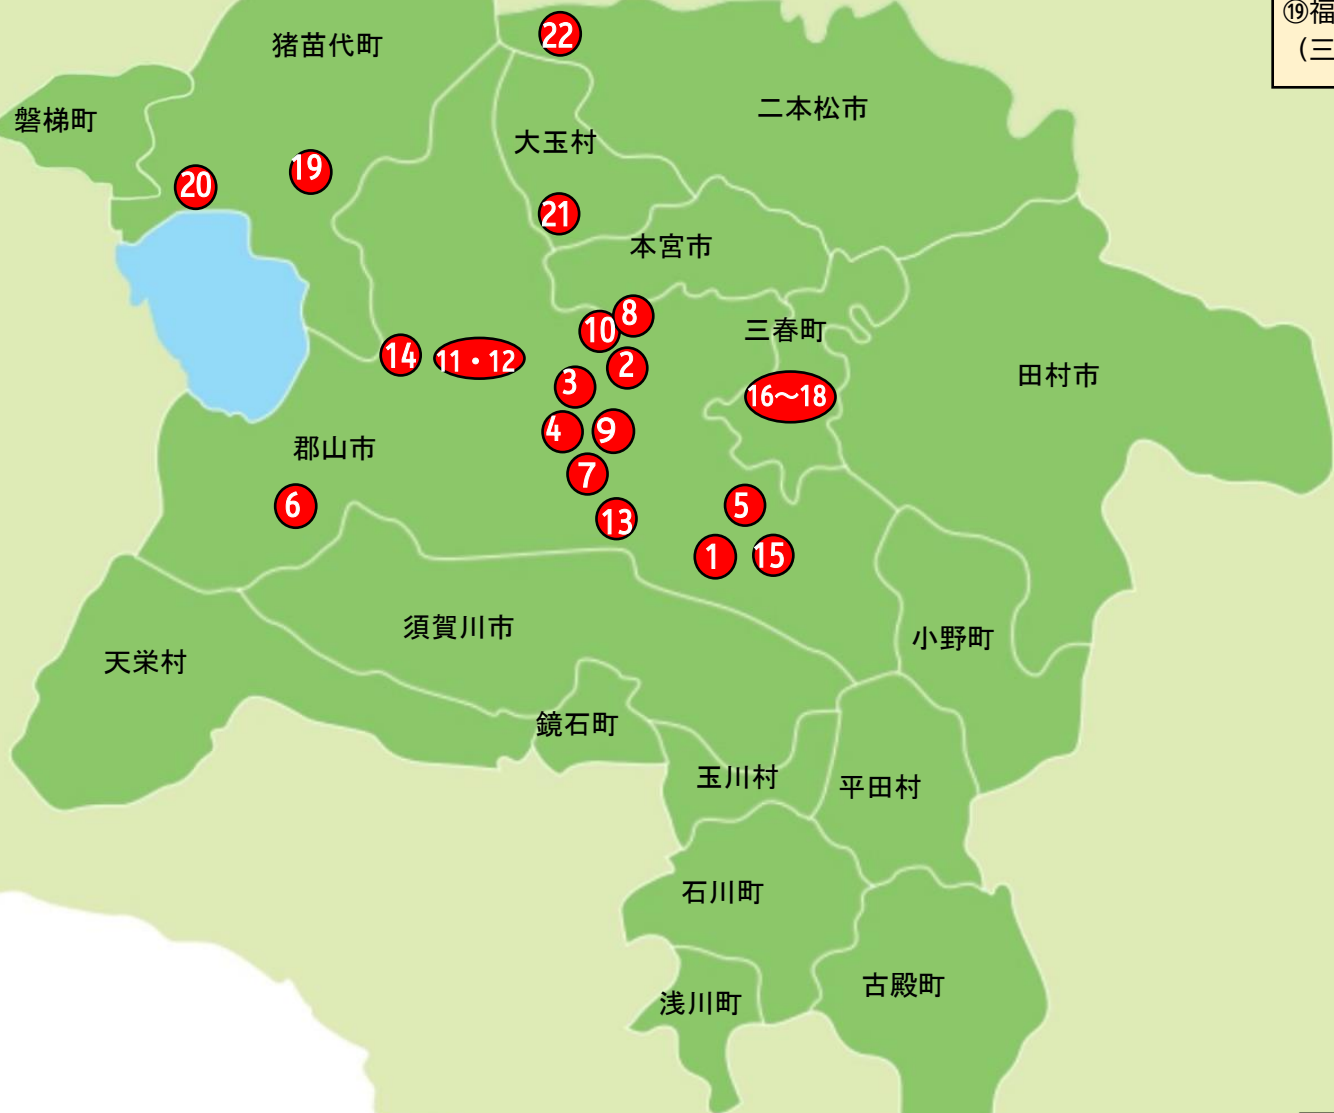 ⑲福
(三
22
猪苗代町
二本松市
磐梯町
大玉村
19
20
21
本宮市
8
10
三春町
14
11・12
2
3
田村市
16～18
4
9
郡山市
7
6
5
13
1
15
須賀川市
小野町
天栄村
鏡石町
玉川村
平田村
石川町
古殿町
浅川町